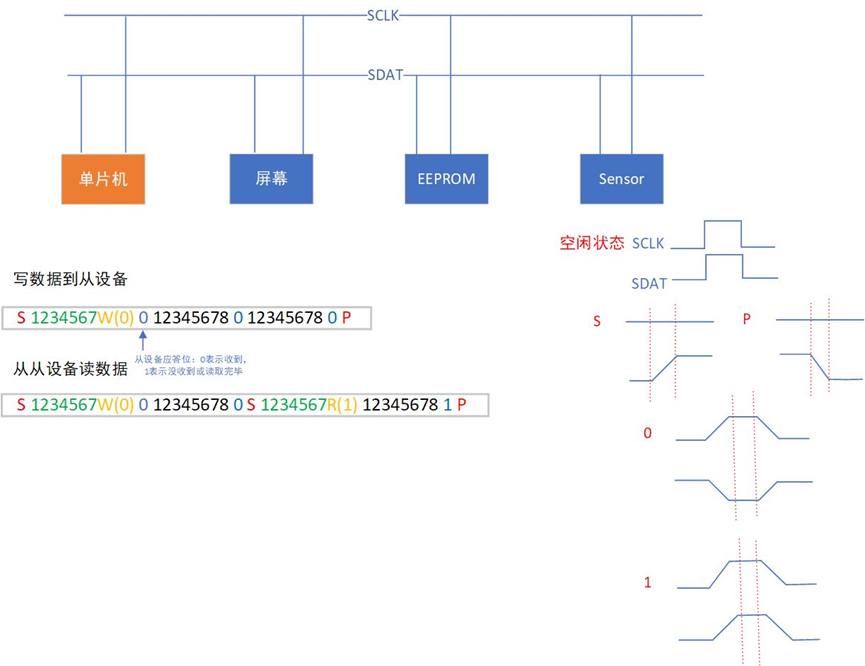 SCLK
SDAT
单片机
屏幕
EEPROM
Sensor
空闲状态 SCLK
SDAT
写数据到从设备
S 1234567W(0) 0 12345678 0 12345678 0 P
从设备应答位：0表示收到，
1表示没收到或读取完毕
从从设备读数据
S 1234567W(0) 0 12345678 0 S 1234567R(1) 12345678 1 P
S
P
0
1